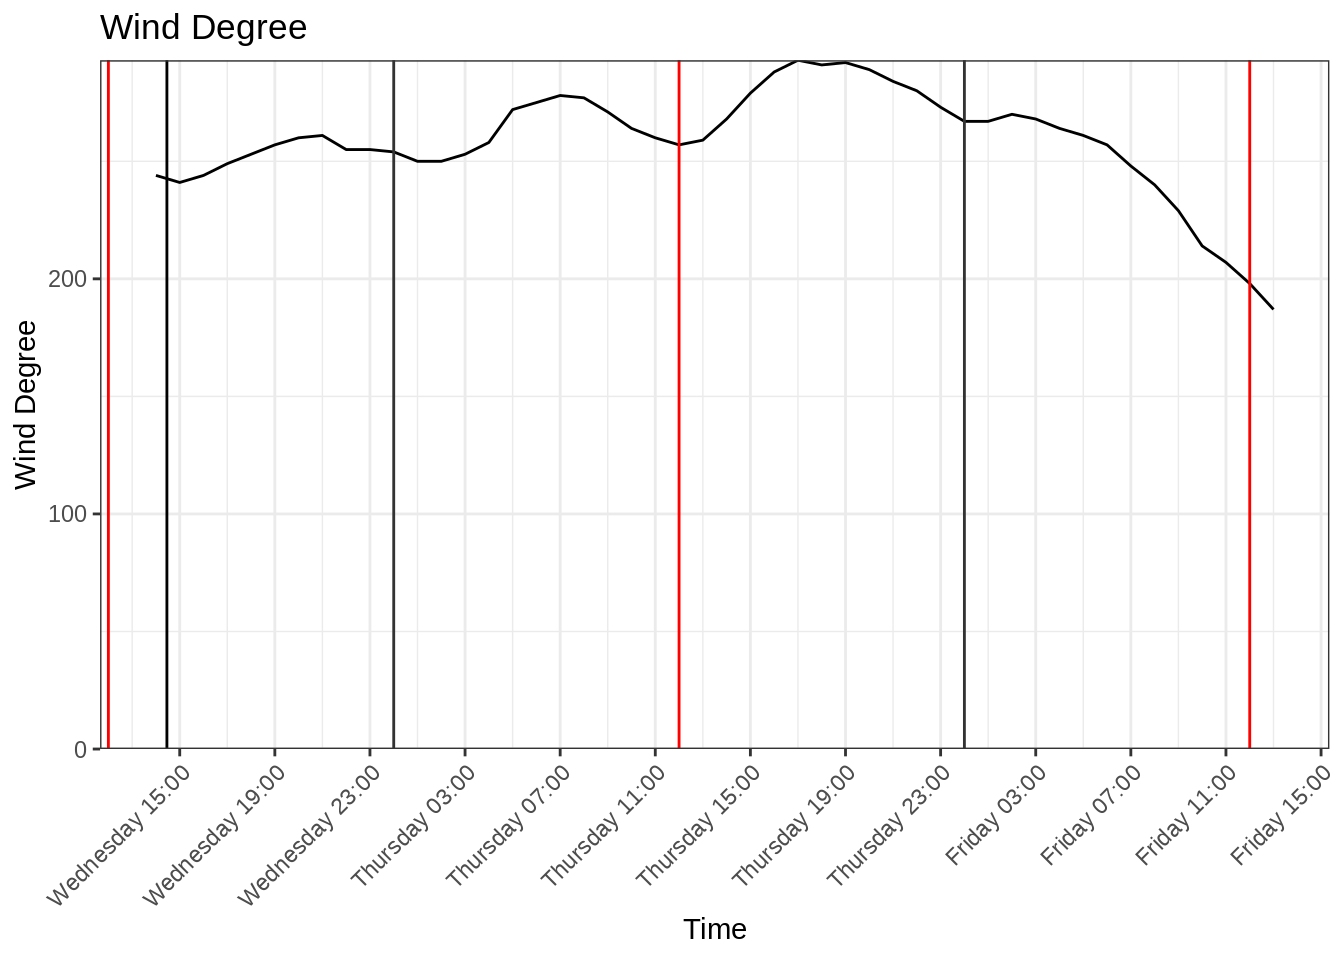 Wind Degree
Wind Degree
200
100
0
Wednesday 15:00
Wednesday 19:00
Wednesday 23:00
Thursday 03:00
Thursday 07:00
Thursday 11:00
Thursday 15:00
Thursday 19:00
Thursday 23:00
Friday 03:00
Friday 07:00
Friday 11:00
Friday 15:00
Time